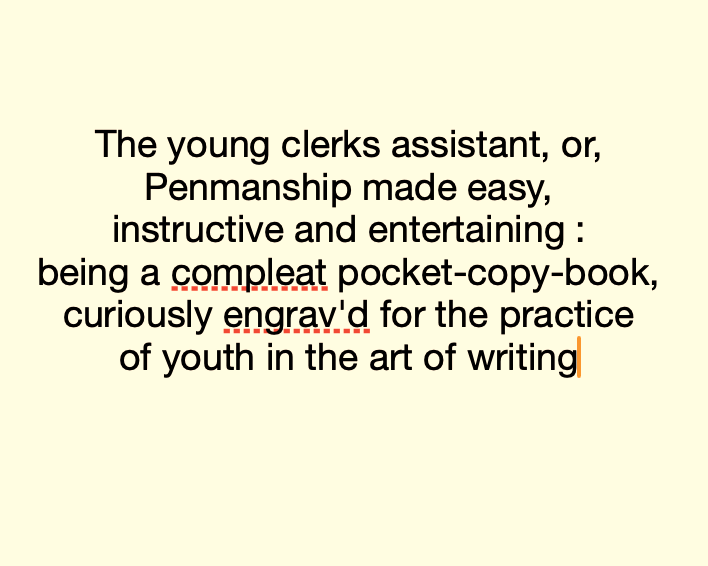 The young clerks assistant, or,
Penmanship made easy,
instructive and entertaining :
being a compleat pocket-copy-book,
curiously engrav'd for the practice
of youth in the art of writing